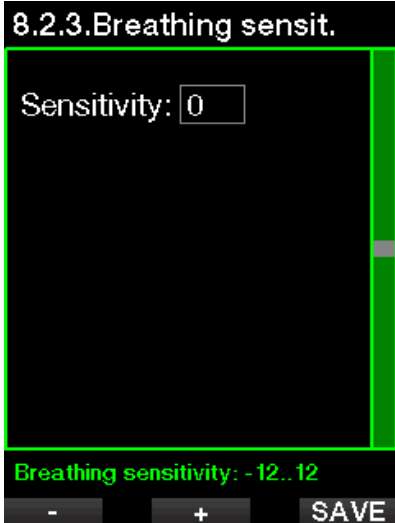 8.2.3.Breathing sensit.
Sensitivity: 0
Breathing sensitivity: -12..12
- + SAVE